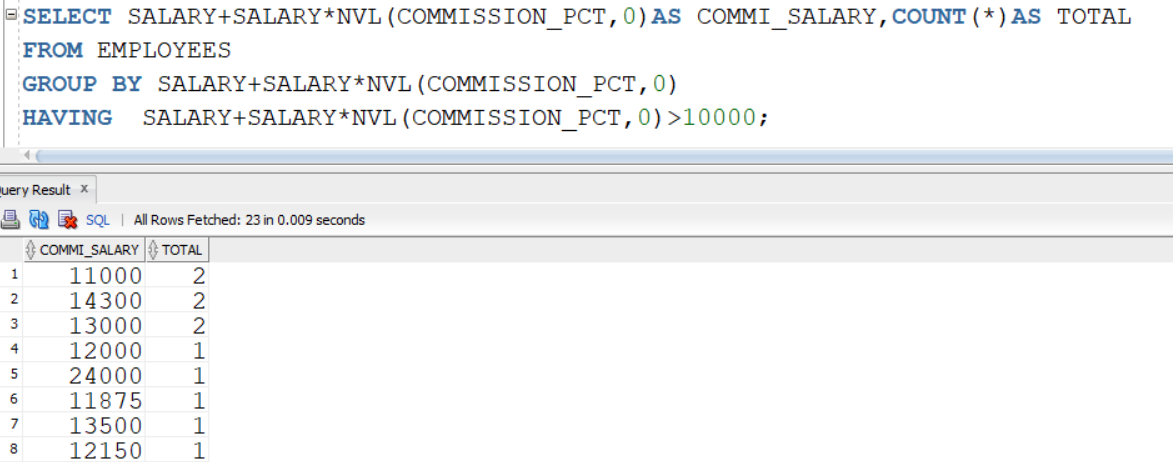 SELECT SALARY+SALARY*NVL(COMMISSION_PCT,0)AS COMMI_SALARY,COUNT(*)AS TOTAL
FROM EMPLOYEES
GROUP BY SALARY+SALARY*NVL(COMMISSION_PCT,0)
HAVING  SALARY+SALARY*NVL(COMMISSION_PCT,0)>10000;
uery Result x
SQL | All Rows Fetched: 23 in 0.009 seconds
COMMI_SALARY TOTAL
1 11000 2
2 14300 2
3 13000 2
4 12000 1
5 24000 1
6 11875 1
7 13500 1
8 12150 1